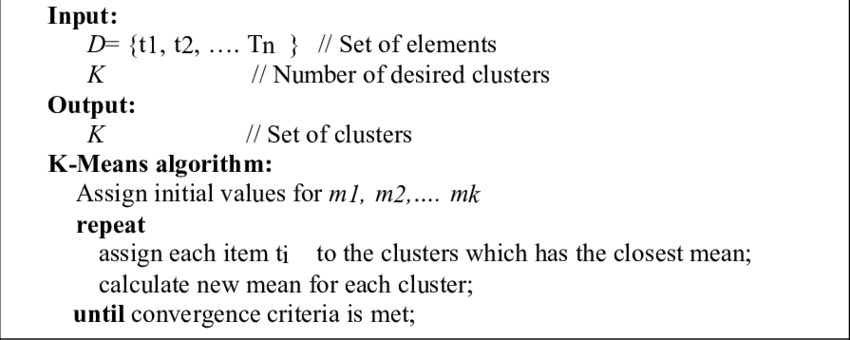 Input:
D= {t1, t2, .... Tn } // Set of elements
K // Number of desired clusters
Output:
K // Set of clusters
K-Means algorithm:
Assign initial values for m1, m2,.... mk
repeat
assign each item ti to the clusters which has the closest mean;
calculate new mean for each cluster;
until convergence criteria is met;